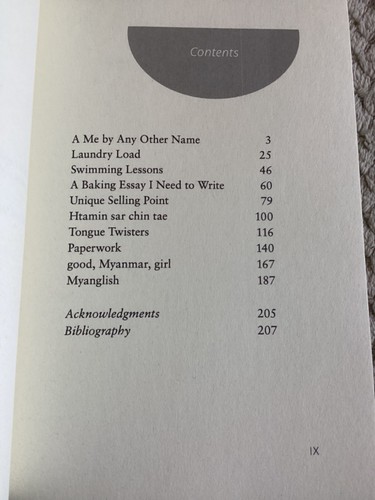 Contents
A Me by Any Other Name 3
Laundry Load 25
Swimming Lessons 46
A Baking Essay I Need to Write 60
Unique Selling Point 79
Htamin sar chin tae 100
Tongue Twisters 116
Paperwork 140
good, Myanmar, girl 167
Myanglish 187
Acknowledgments 205
Bibliography 207
IX